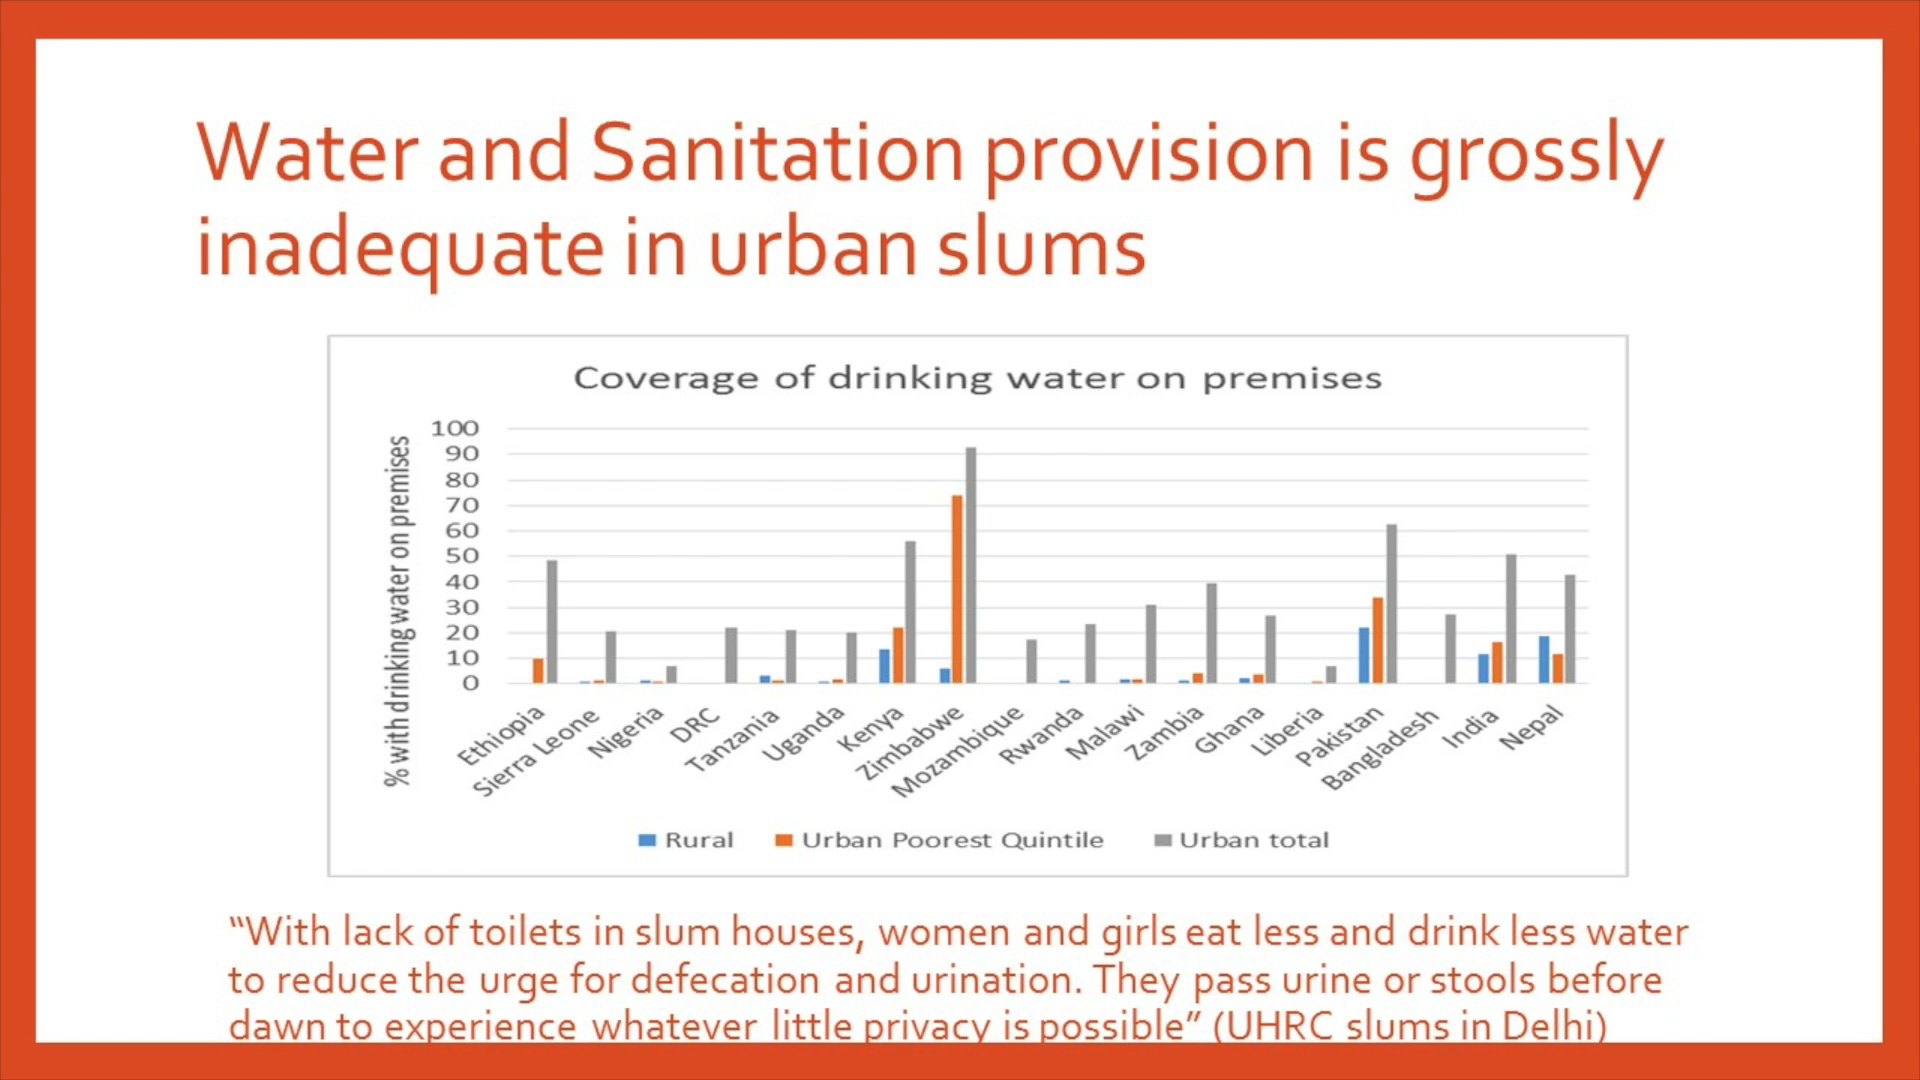 Water and Sanitation provision is grossly
inadequate in urban slums
Coverage of drinking water on premises
% with drinking water on premises
100
90
80
70
60
50
40
30
20
10
0
Ethiopia
Sierra Leone
Nigeria
DRC
Tanzania
Uganda
Kenya
Zimbabwe
Mozambique
Rwanda
Malawi
Zambia
Ghana
Liberia
Pakistan
Bangladesh
India
Nepal
Rural Urban Poorest Quintile Urban total
“With lack of toilets in slum houses, women and girls eat less and drink less water
to reduce the urge for defecation and urination. They pass urine or stools before
dawn to experience whatever little privacy is possible” (UHRC slums in Delhi)